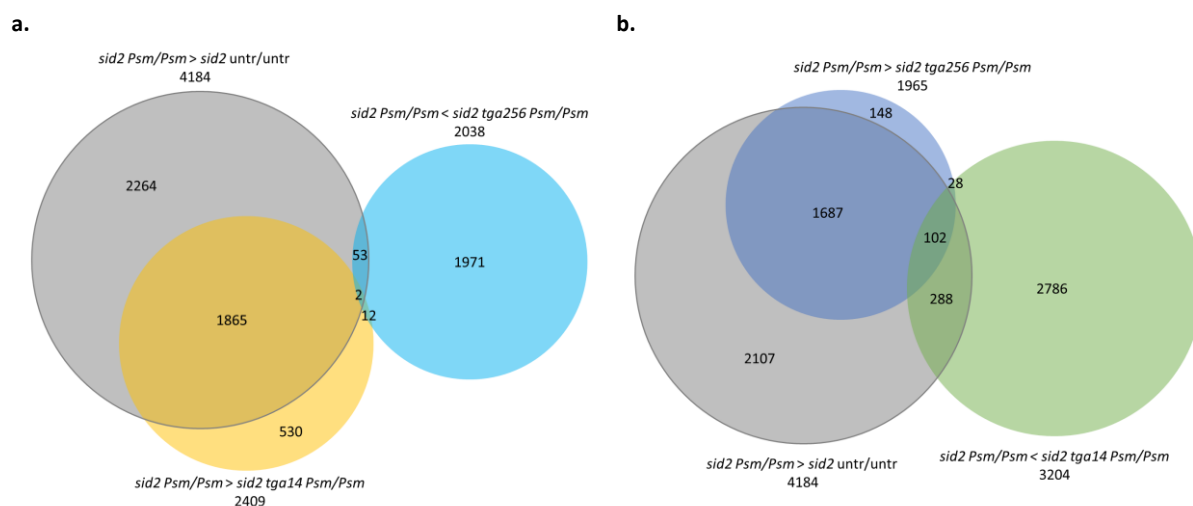 a.
sid2 Psm/Psm > sid2 untr/untr
4184
sid2 Psm/Psm < sid2 tga256 Psm/Psm
2038
2264
53
1971
2
12
1865
530
sid2 Psm/Psm > sid2 tga14 Psm/Psm
2409
b.
sid2 Psm/Psm > sid2 tga256 Psm/Psm
1965
148
28
1687
102
288
2786
2107
sid2 Psm/Psm < sid2 tga14 Psm/Psm
3204
sid2 Psm/Psm > sid2 untr/untr
4184